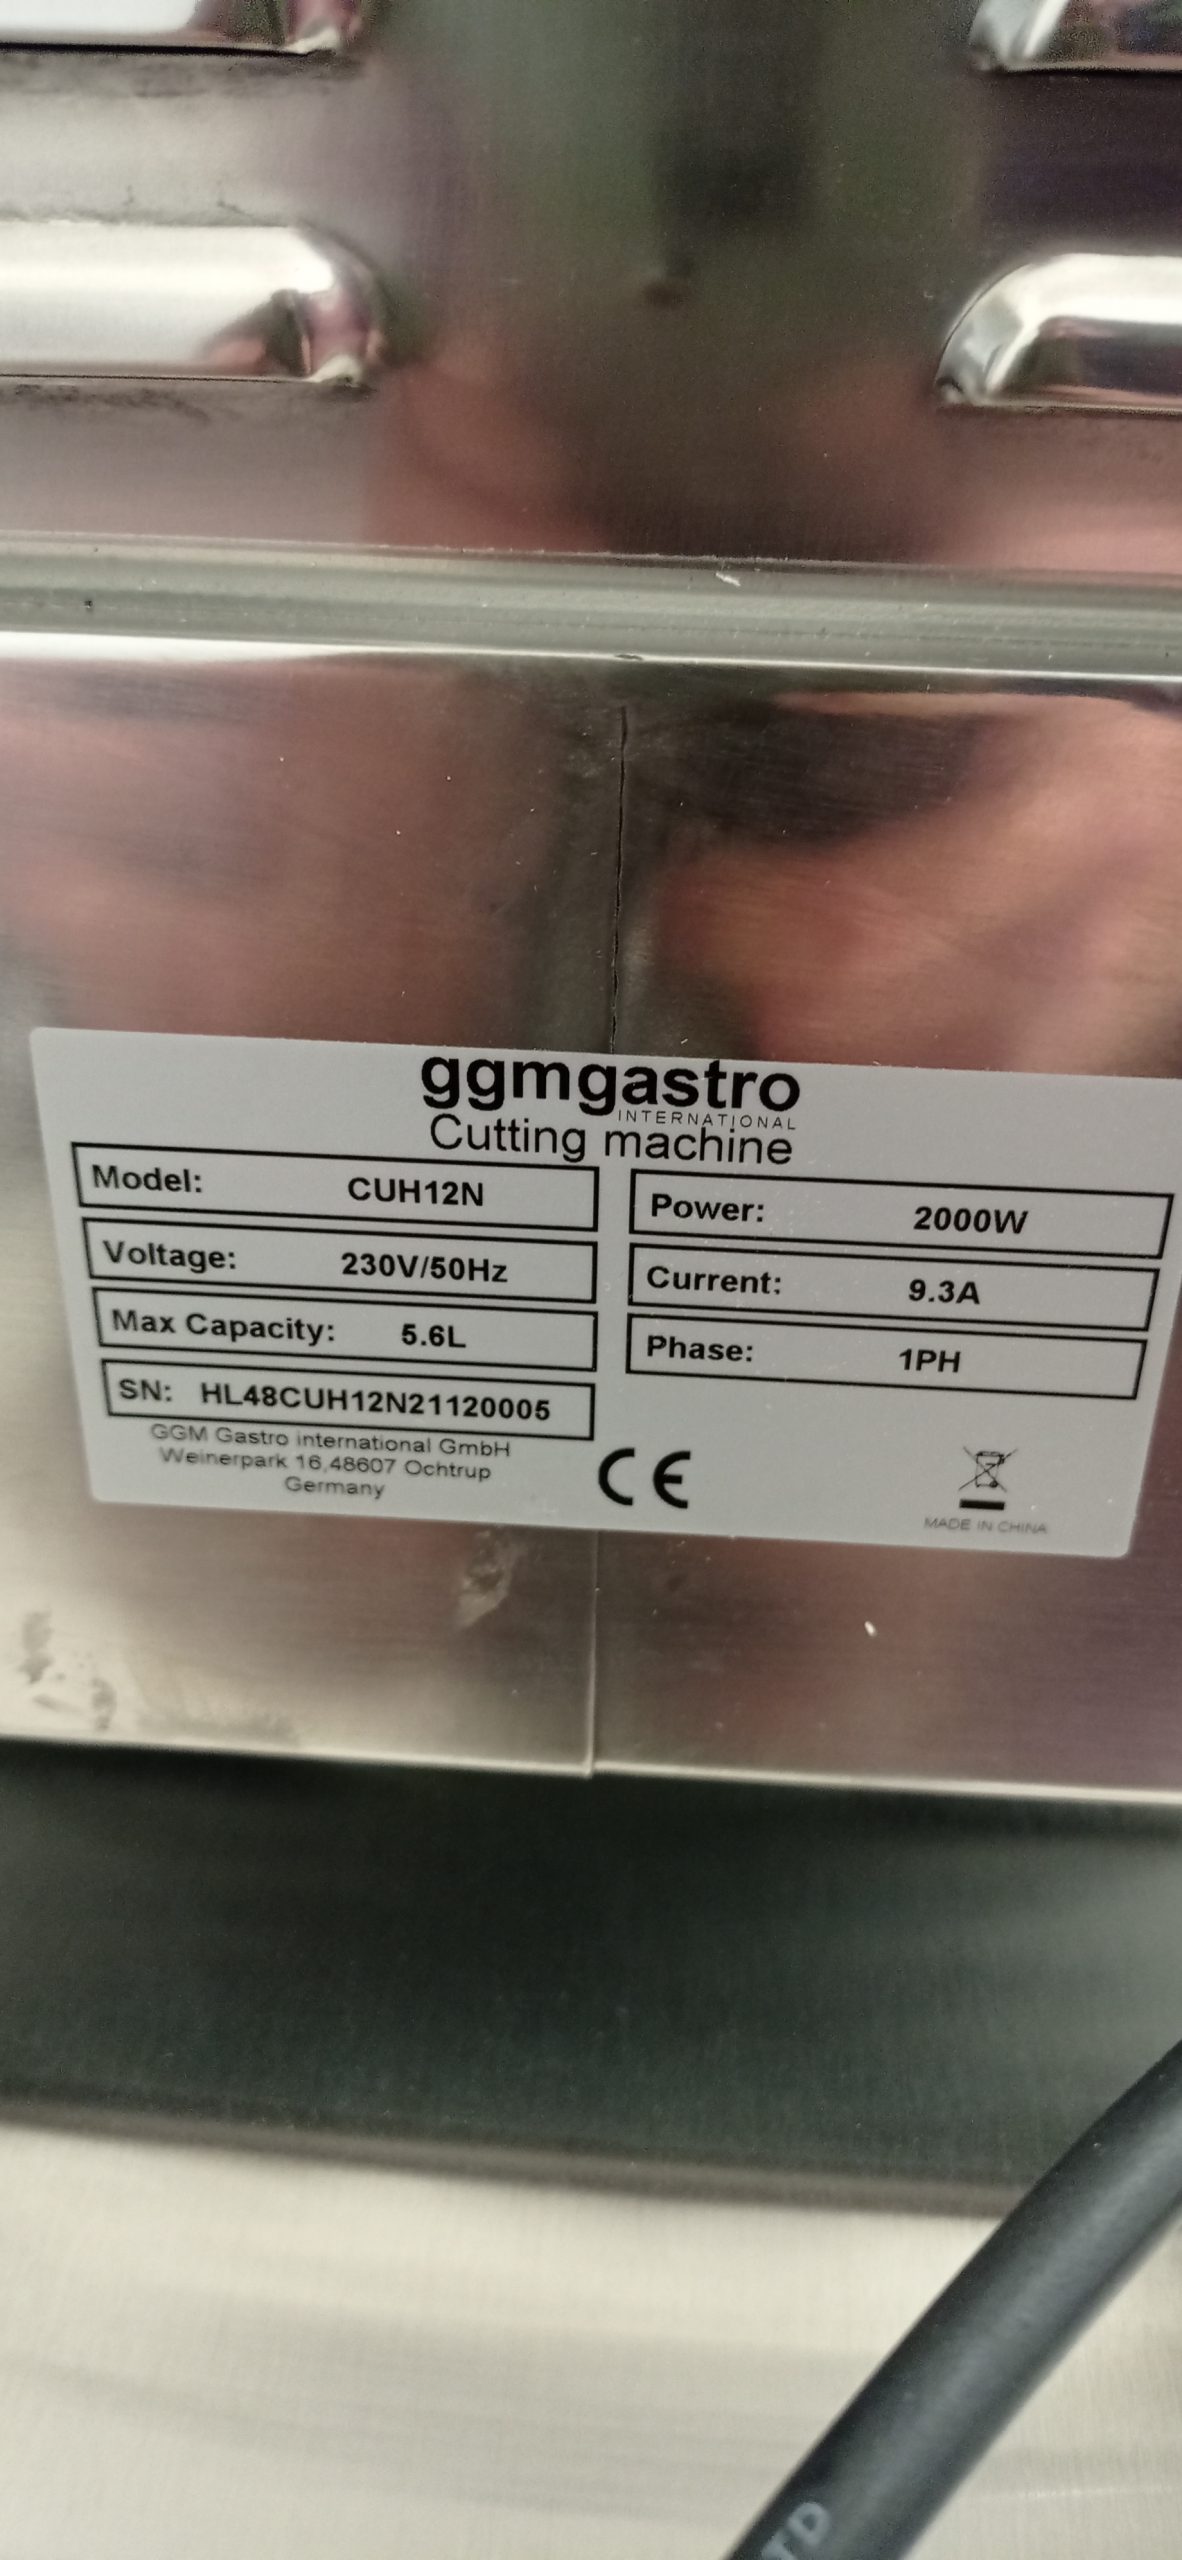 ggmgastro
INTERNATIONAL
Cutting machine
Model: CUH12N
Power: 2000W
Voltage: 230V/50Hz
Current: 9.3A
Max Capacity: 5.6L
Phase: 1PH
SN: HL48CUH12N21120005
GGM Gastro international GmbH
Weinerpark 16,48607 Ochtrup
Germany
CE
MADE IN CHINA